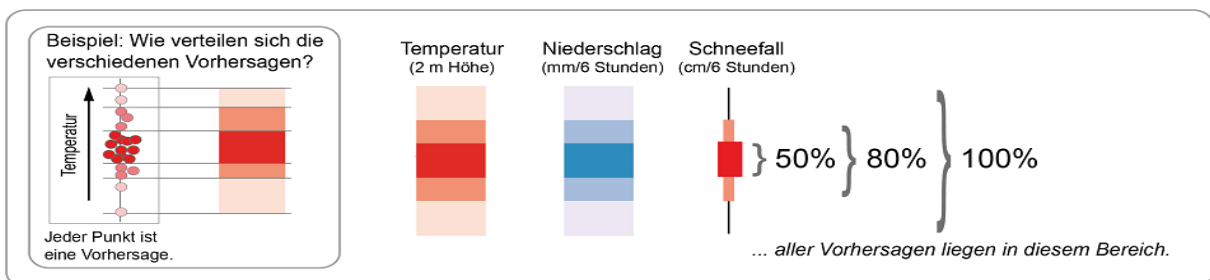 Beispiel: Wie verteilen sich die
verschiedenen Vorhersagen?
Temperatur
Jeder Punkt ist
eine Vorhersage.
Temperatur
(2 m Höhe)
Niederschlag
(mm/6 Stunden)
Schneefall
(cm/6 Stunden)
50%
80%
100%
... aller Vorhersagen liegen in diesem Bereich.